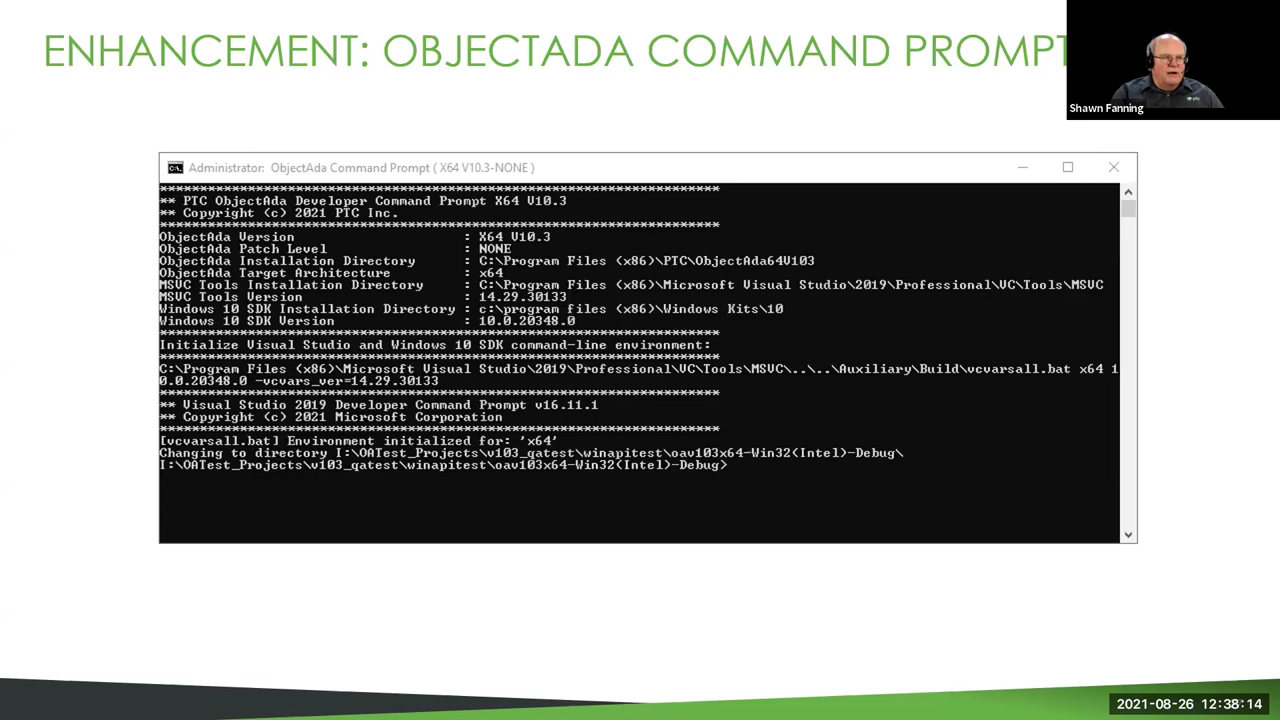 ENHANCEMENT: OBJECTADA COMMAND PROMPT
Shawn Fanning
Administrator: ObjectAda Command Prompt ( X64 V10.3-NONE )
***********************************************************************
** PTC ObjectAda Developer Command Prompt X64 V10.3
** Copyright (c) 2021 PTC Inc.
***********************************************************************
ObjectAda Version : X64 V10.3
ObjectAda Patch Level : NONE
ObjectAda Installation Directory : C:\Program Files (x86)\PTC\ObjectAda64V103
ObjectAda Target Architecture : x64
MSVC Tools Installation Directory : C:\Program Files (x86)\Microsoft Visual Studio\2019\Professional\VC\Tools\MSVC
MSVC Tools Version : 14.29.30133
Windows 10 SDK Installation Directory : c:\program files (x86)\Windows Kits\10
Windows 10 SDK Version : 10.0.20348.0
***********************************************************************
Initialize Visual Studio and Windows 10 SDK command-line environment:
***********************************************************************
C:\Program Files (x86)\Microsoft Visual Studio\2019\Professional\VC\Tools\MSVC\..\..\Auxiliary\Build\vcvarsall.bat x64 1
0.0.20348.0 -vcvars_ver=14.29.30133
***********************************************************************
** Visual Studio 2019 Developer Command Prompt v16.11.1
** Copyright (c) 2021 Microsoft Corporation
***********************************************************************
[vcvarsall.bat] Environment initialized for: 'x64'
Changing to directory I:\OATest_Projects\v103_qatest\winapitest\oav103x64-Win32(Intel)-Debug\
I:\OATest_Projects\v103_qatest\winapitest\oav103x64-Win32(Intel)-Debug>
2021-08-26 12:38:14